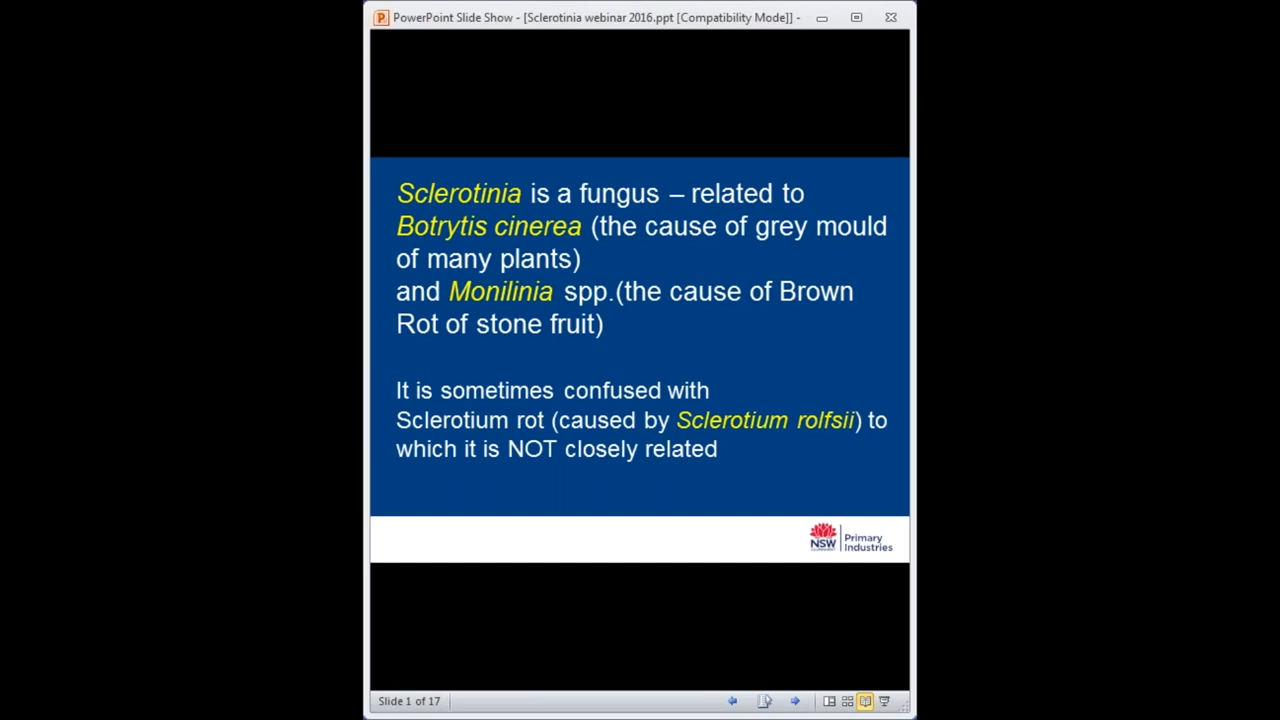 PowerPoint Slide Show - [Sclerotinia webinar 2016.ppt [Compatibility Mode]] -
Sclerotinia is a fungus – related to
Botrytis cinerea (the cause of grey mould
of many plants)
and Monilinia spp.(the cause of Brown
Rot of stone fruit)
It is sometimes confused with
Sclerotium rot (caused by Sclerotium rolfsii) to
which it is NOT closely related
NSW
Primary
Industries
Slide 1 of 17